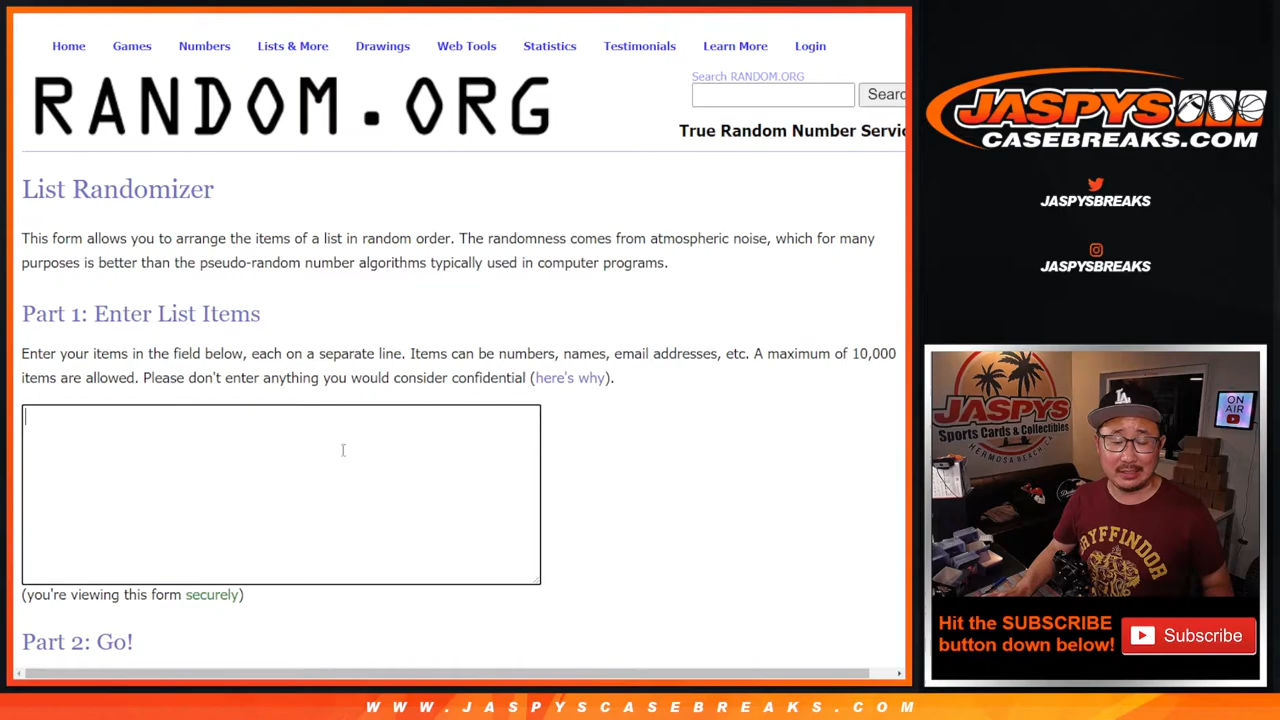 Home Games Numbers Lists & More Drawings Web Tools Statistics Testimonials Learn More Login
RANDOM.ORG
Search RANDOM.ORG
Searc
True Random Number Servic
List Randomizer
This form allows you to arrange the items of a list in random order. The randomness comes from atmospheric noise, which for many
purposes is better than the pseudo-random number algorithms typically used in computer programs.
Part 1: Enter List Items
Enter your items in the field below, each on a separate line. Items can be numbers, names, email addresses, etc. A maximum of 10,000
items are allowed. Please don't enter anything you would consider confidential (here's why).
(you're viewing this form securely)
Part 2: Go!
JASPYS
CASEBREAKS.COM
JASPYSBREAKS
JASPYSBREAKS
JASPYS
Sports Cards & Collectibles
HERMOSA BEACH, CA
LA
ON
AIR
GRYFFINDOR
Hit the SUBSCRIBE
button down below!
Subscribe
WWW.JASPYSCASEBREAKS.COM